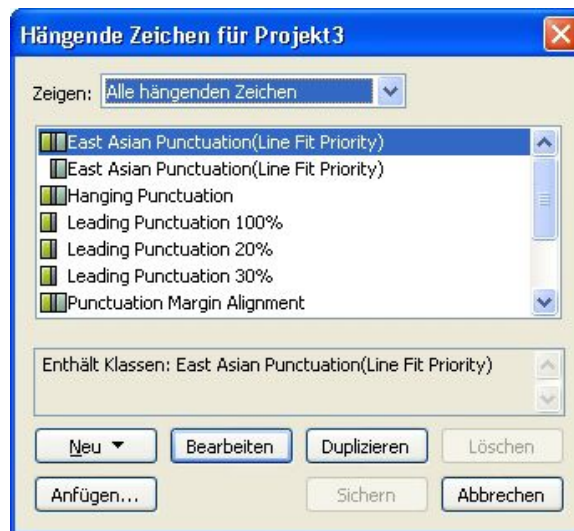 Hängende Zeichen für Projekt3
Zeigen: Alle hängenden Zeichen
East Asian Punctuation(Line Fit Priority)
East Asian Punctuation(Line Fit Priority)
Hanging Punctuation
Leading Punctuation 100%
Leading Punctuation 20%
Leading Punctuation 30%
Punctuation Margin Alignment
Enthält Klassen: East Asian Punctuation(Line Fit Priority)
Neu Bearbeiten Duplizieren Löschen
Anfügen... Sichern Abbrechen